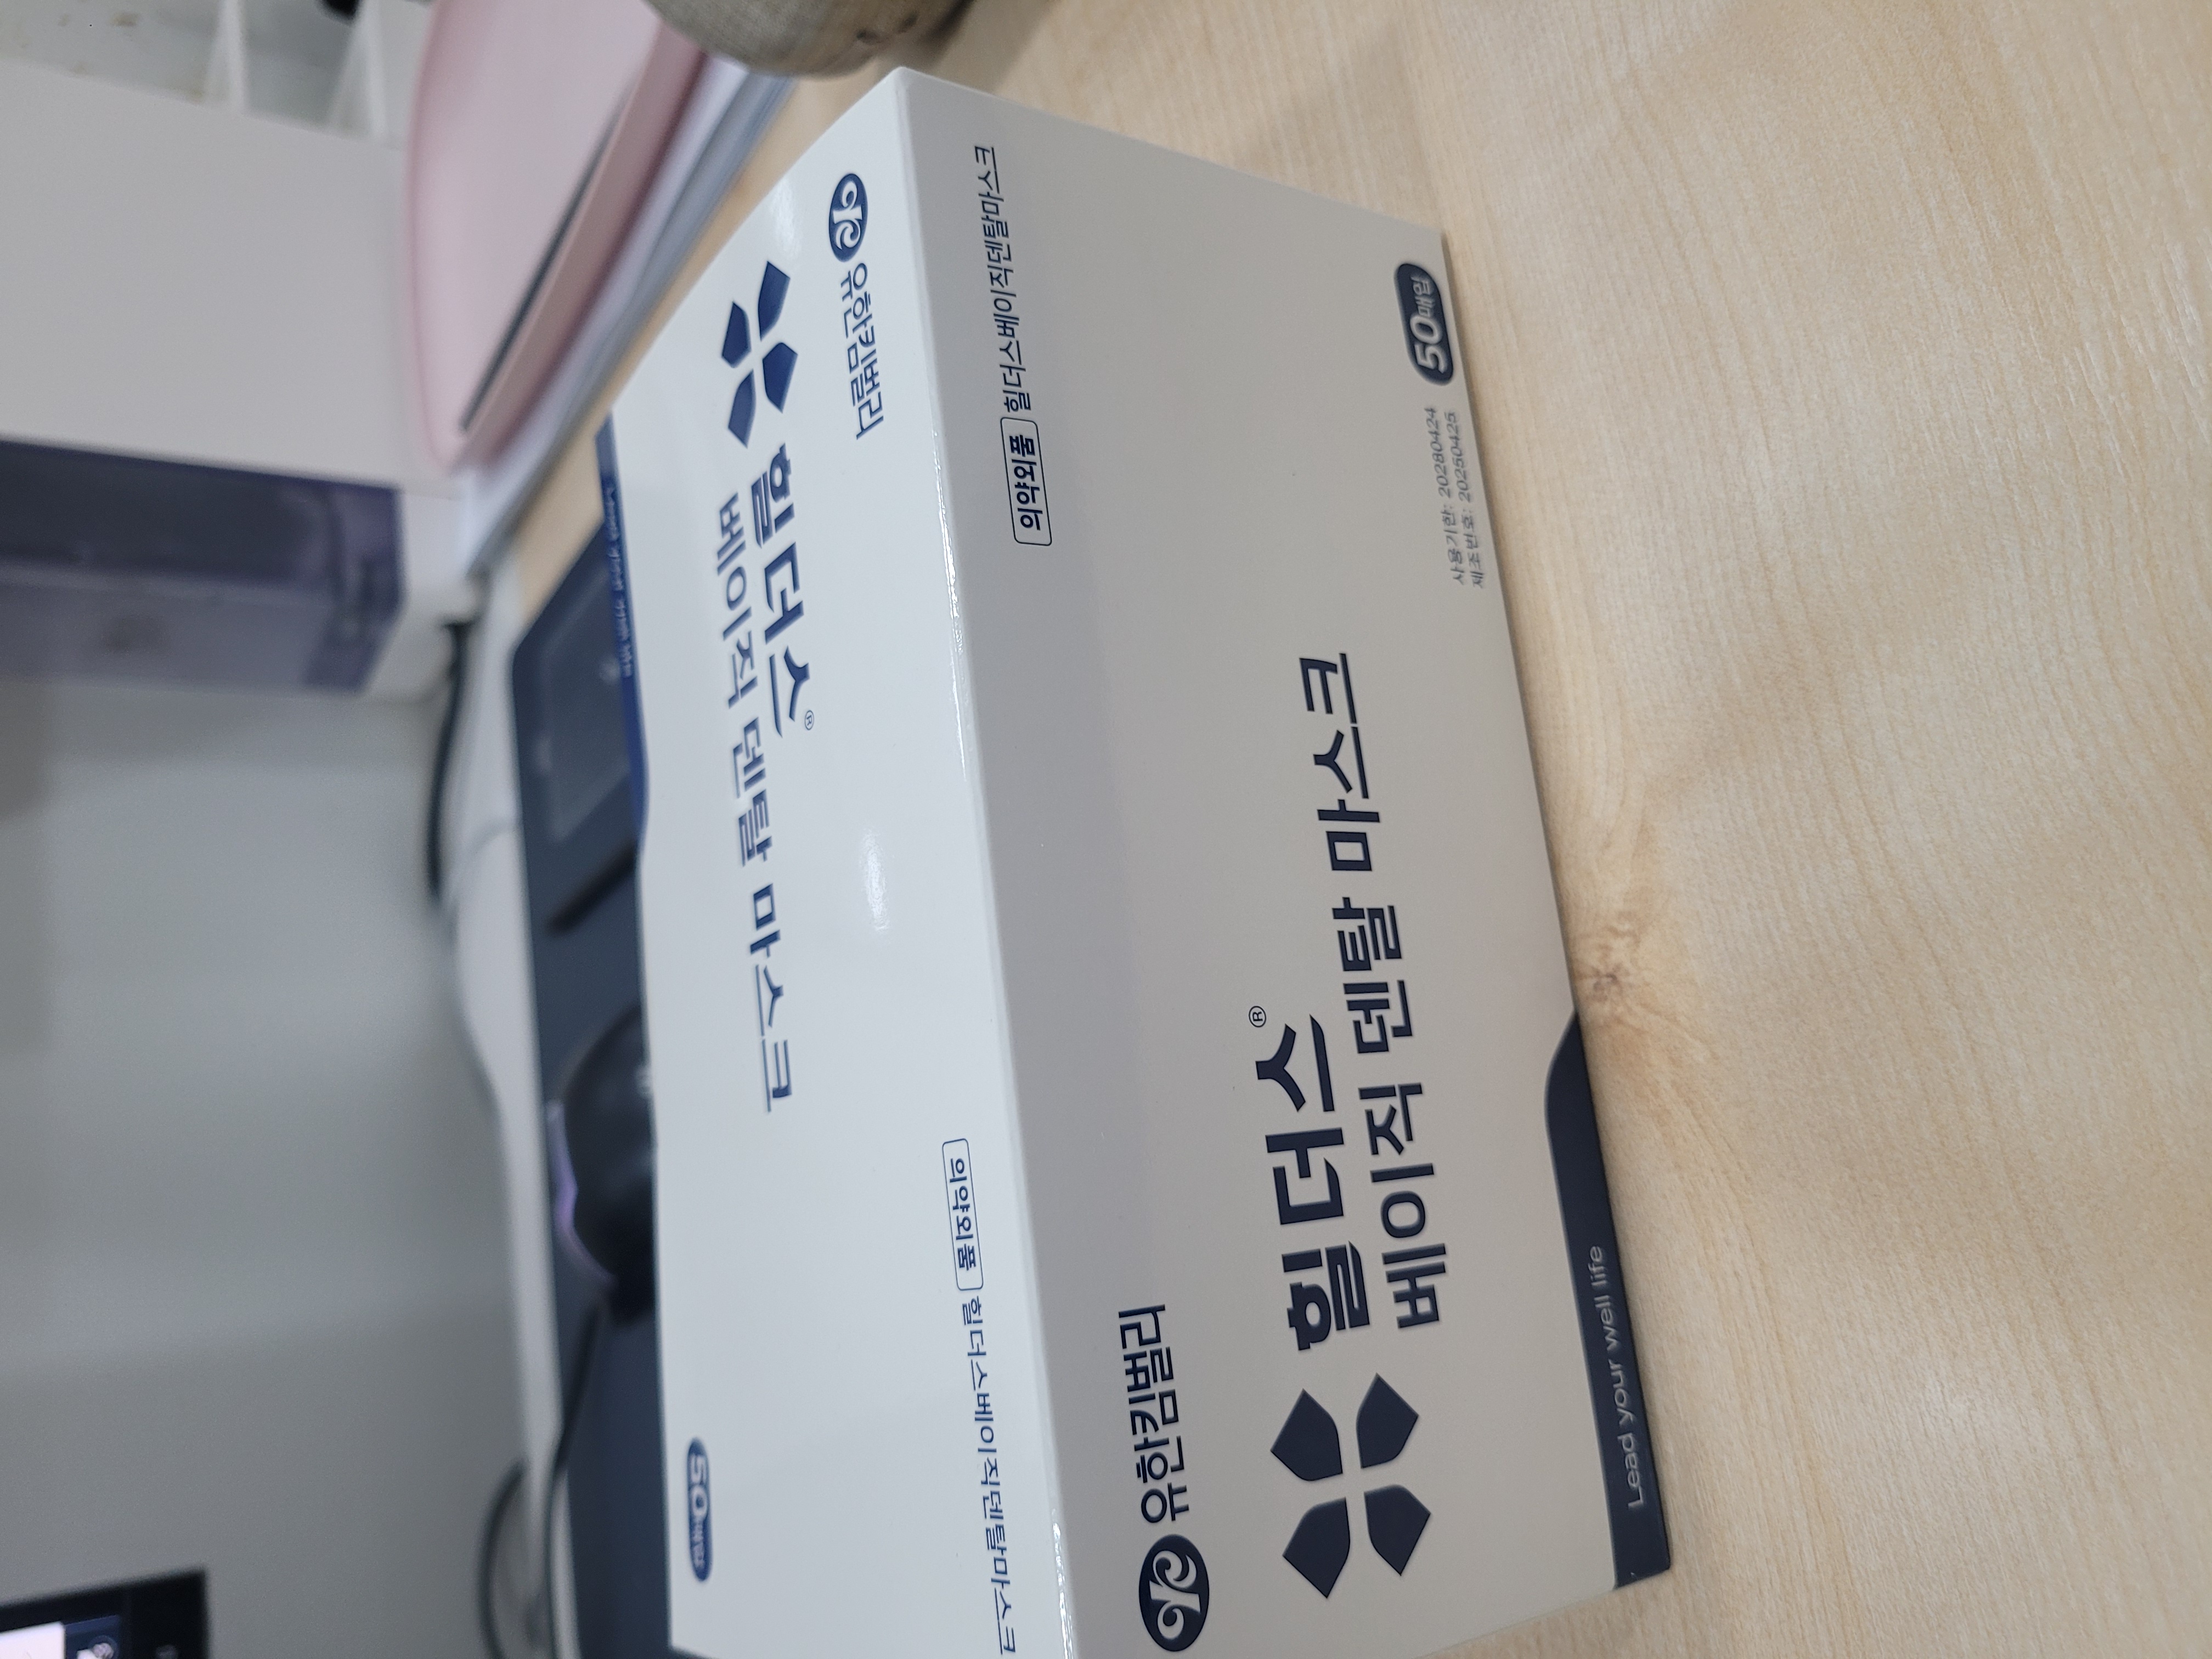 50매입
베이직 덴탈 마스크
힐더스®
유한킴벌리
의약외품 힐더스베이직덴탈마스크
의약외품 힐더스베이직덴탈마스크
유한킴벌리
힐더스®
베이직 덴탈 마스크
사용기한: 20280424
제조번호: 20250425
50매입
Lead your well life